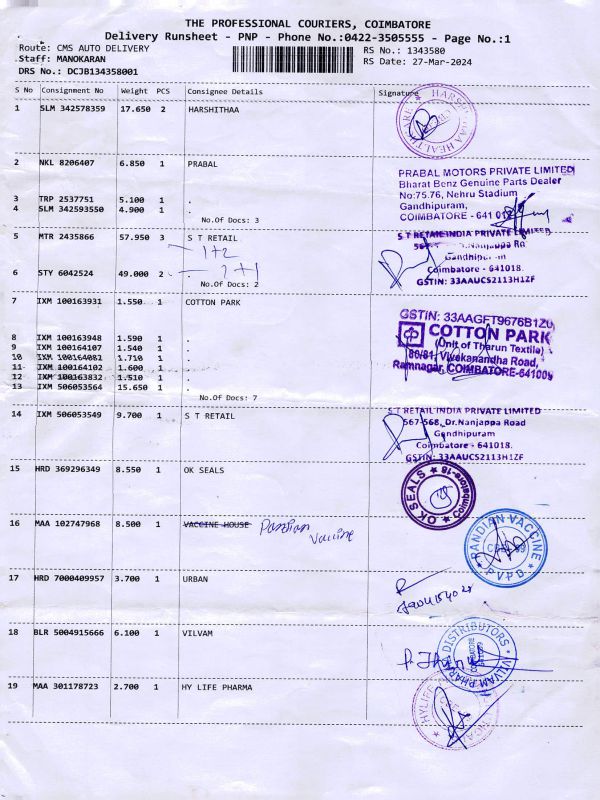 THE PROFESSIONAL COURIERS, COIMBATORE
Delivery Runsheet - PNP - Phone No.:0422-3505555 - Page No.:1
Route: CMS AUTO DELIVERY RS No.: 1343580
Staff: MANOKARAN RS Date: 27-Mar-2024
DRS No.: DCJB134358001
S No Consignment No Weight PCS Consignee Details Signature
1 SLM 342578359 17.650 2 HARSHITHAA
2 NKL 8206407 6.850 1 PRABAL
PRABAL MOTORS PRIVATE LIMITED
Bharat Benz Genuine Parts Dealer
No:75,76, Nehru Stadium
Gandhipuram,
COIMBATORE - 641
3 TRP 2537751 5.100 1 .
4 SLM 342593550 4.900 1 .
No.Of Docs: 3
5 MTR 2435866 57.950 3 S T RETAIL
1+2
S T RETAIL INDIA PRIVATE LIMITED
Coimbatore - 641018.
GSTIN: 33AAUCS2113H1ZF
6 STY 6042524 49.000 2 .
1+1
No.Of Docs: 2
7 IXM 100163931 1.550 1 COTTON PARK
GSTIN: 33AAGFT9676B1Z0
COTTON PARK
(Unit of Tharun Textile)
80/81, Vivekanandha Road,
Ramnagar, COIMBATORE-641009
8 IXM 100163948 1.590 1 .
9 IXM 100164107 1.540 1 .
10 IXM 100164081 1.710 1 .
11 IXM 100164102 1.600 1 .
12 IXM 100163832 1.510 1 .
13 IXM 506053564 15.650 1 .
No.Of Docs: 7
14 IXM 506053549 9.700 1 S T RETAIL
S T RETAIL INDIA PRIVATE LIMITED
567-568, Dr.Nanjappa Road
Gandhipuram
Coimbatore - 641018.
GSTIN: 33AAUCS2113H1ZF
15 HRD 369296349 8.550 1 OK SEALS
OK SEALS
Coimbatore-18
16 MAA 102747968 8.500 1 VACCINE HOUSE Pandian Vaccine
PANDIAN VACCINE
PVPD
17 HRD 7000409957 3.700 1 URBAN
18 BLR 5004915666 6.100 1 VILVAM
VILVAM PHARMA DISTRIBUTORS
19 MAA 301178723 2.700 1 HY LIFE PHARMA